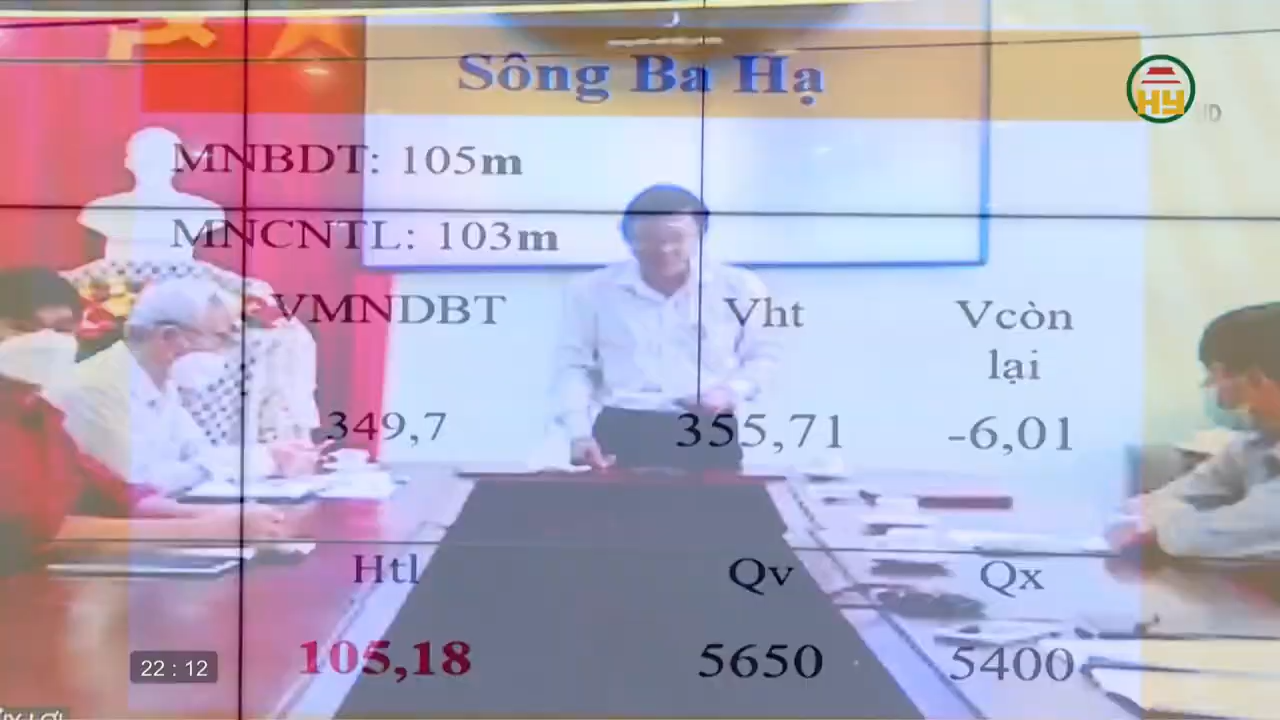 Sông Ba Hạ
HY
MNBDT: 105m
MNCNTL: 103m
VMNDBT Vht Vcòn
lại
349,7 355,71 -6,01
Htl Qv Qx
105,18 5650 5400
22 : 12